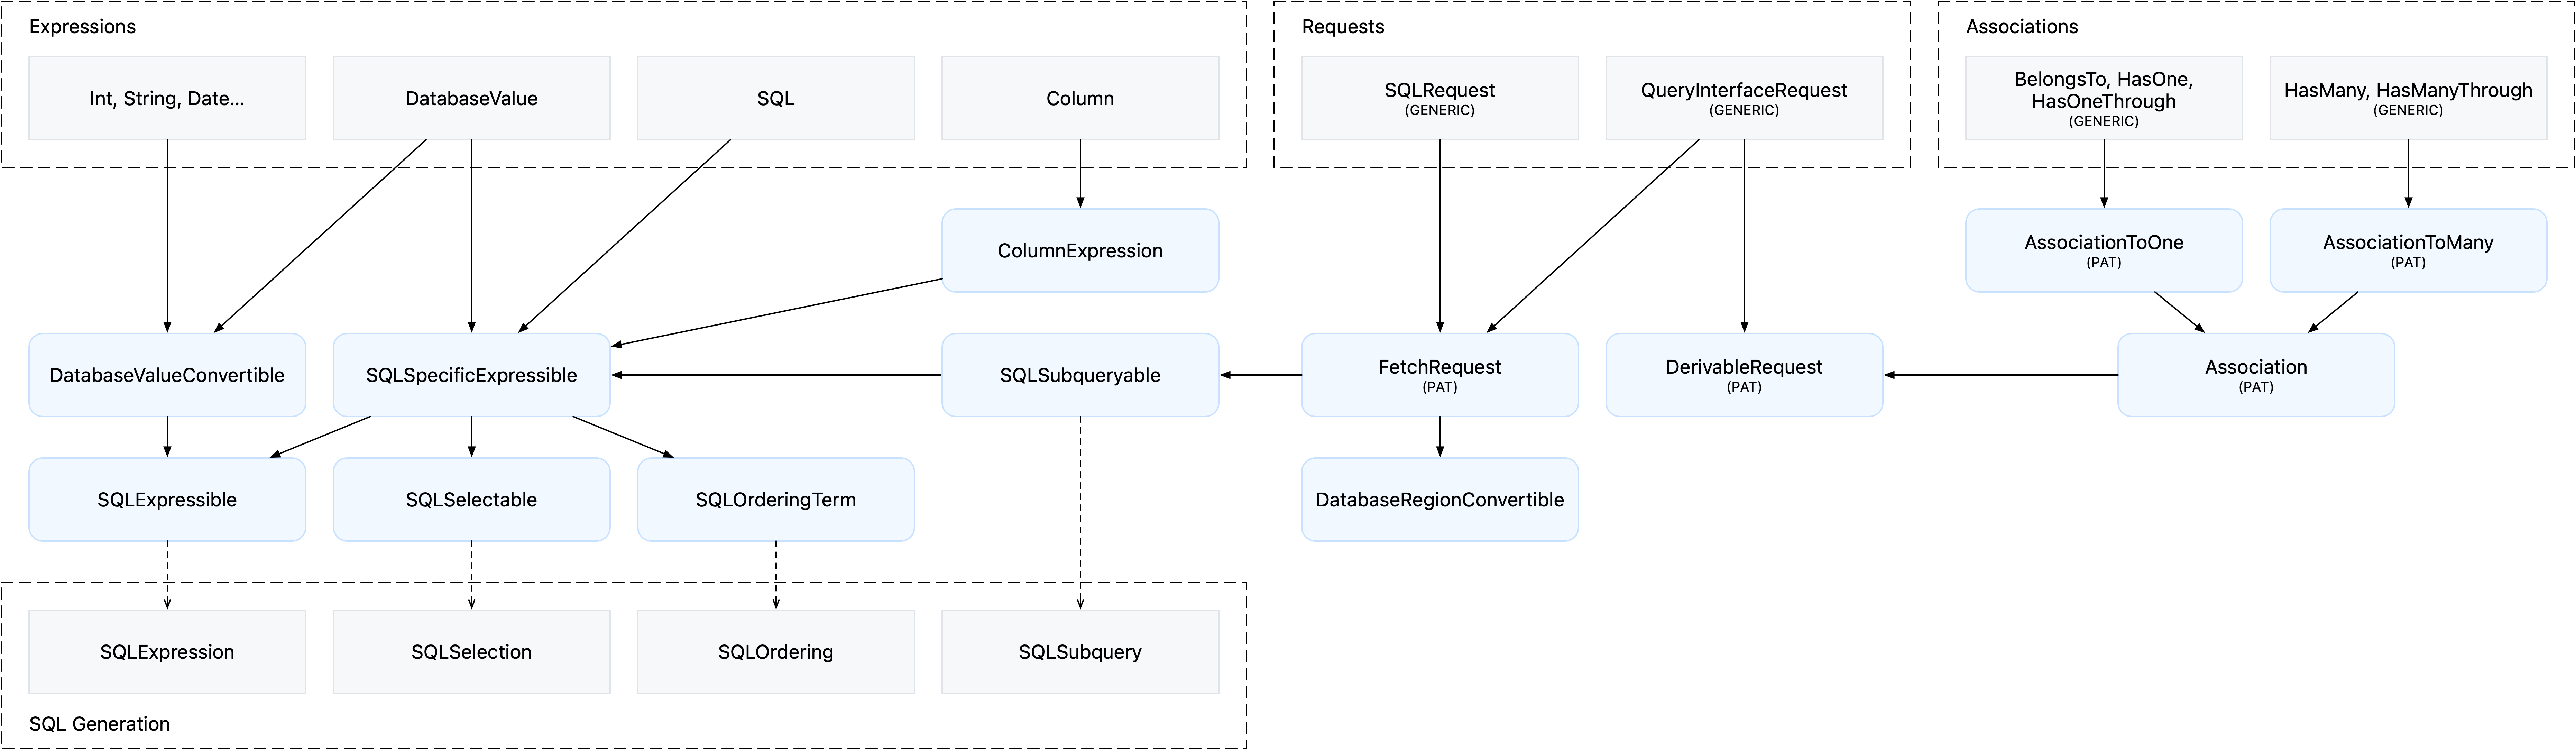 Expressions
Requests
Associations
Int, String, Date...
DatabaseValue
SQL
Column
SQLRequest
(GENERIC)
QueryInterfaceRequest
(GENERIC)
BelongsTo, HasOne,
HasOneThrough
(GENERIC)
HasMany, HasManyThrough
(GENERIC)
ColumnExpression
AssociationToOne
(PAT)
AssociationToMany
(PAT)
DatabaseValueConvertible
SQLSpecificExpressible
SQLSubqueryable
FetchRequest
(PAT)
DerivableRequest
(PAT)
Association
(PAT)
SQLExpressible
SQLSelectable
SQLOrderingTerm
DatabaseRegionConvertible
SQLExpression
SQLSelection
SQLOrdering
SQLSubquery
SQL Generation